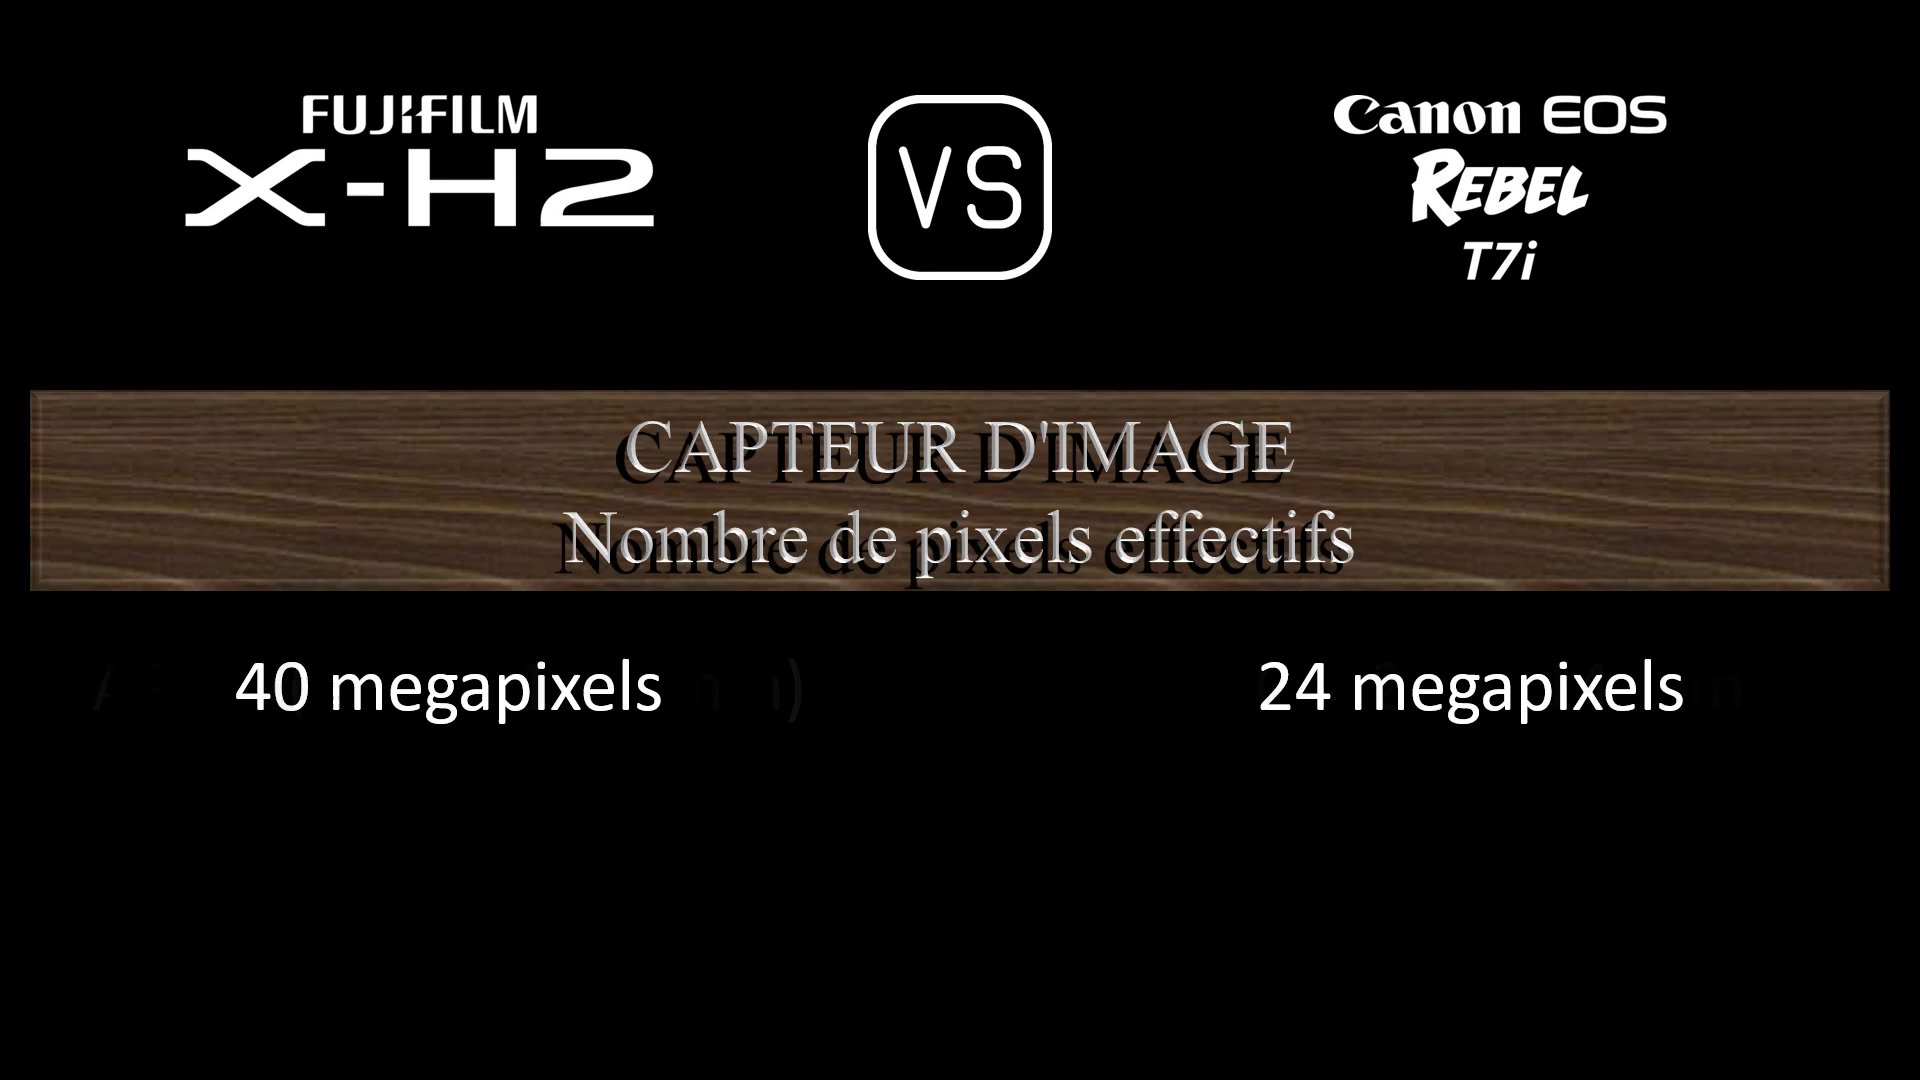 FUJIFILM
X-H2
VS
Canon EOS
REBEL
T7i
CAPTEUR D'IMAGE
Nombre de pixels effectifs
40 megapixels
24 megapixels